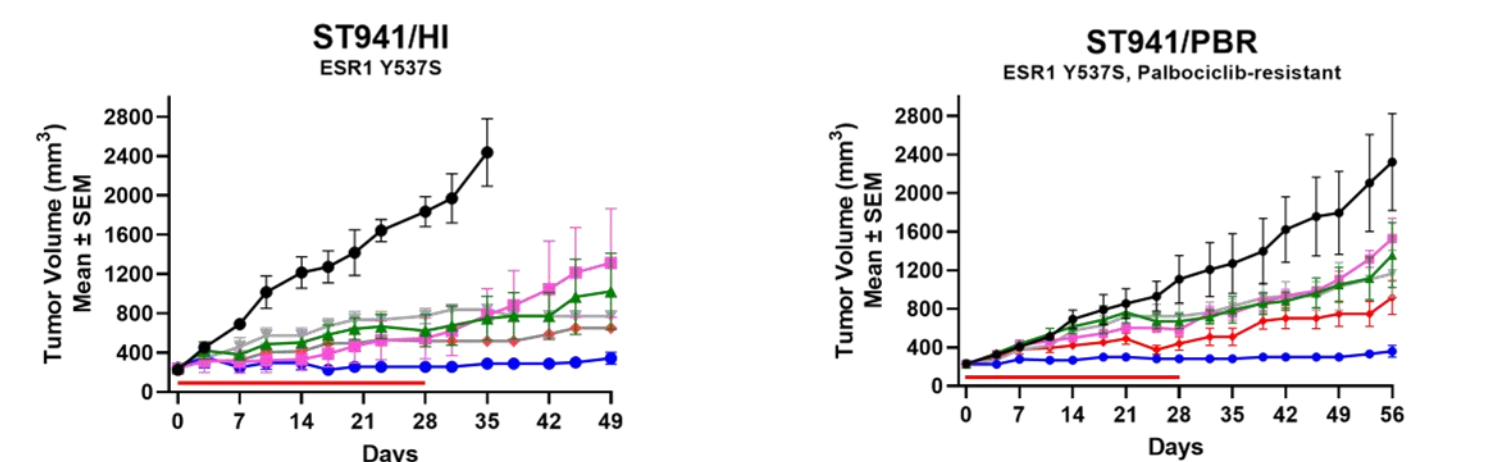 ST941/HI
ESR1 Y537S
Tumor Volume (mm³)
Mean ± SEM
2800
2400
2000
1600
1200
800
400
0
0 7 14 21 28 35 42 49
Days
ST941/PBR
ESR1 Y537S, Palbociclib-resistant
Tumor Volume (mm³)
Mean ± SEM
2800
2400
2000
1600
1200
800
400
0
0 7 14 21 28 35 42 49 56
Days